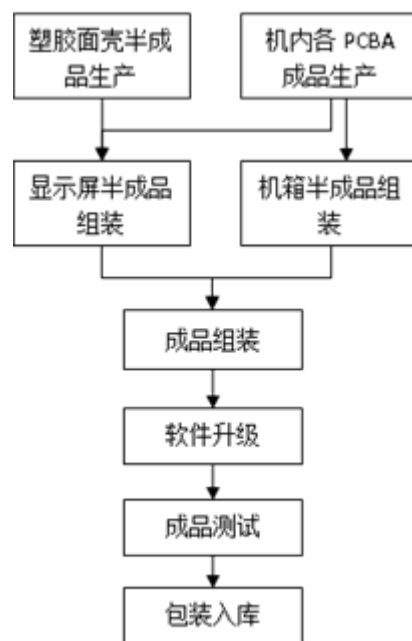 塑胶面壳半成
品生产
机内各 PCBA
成品生产
显示屏半成品
组装
机箱半成品组
装
成品组装
软件升级
成品测试
包装入库